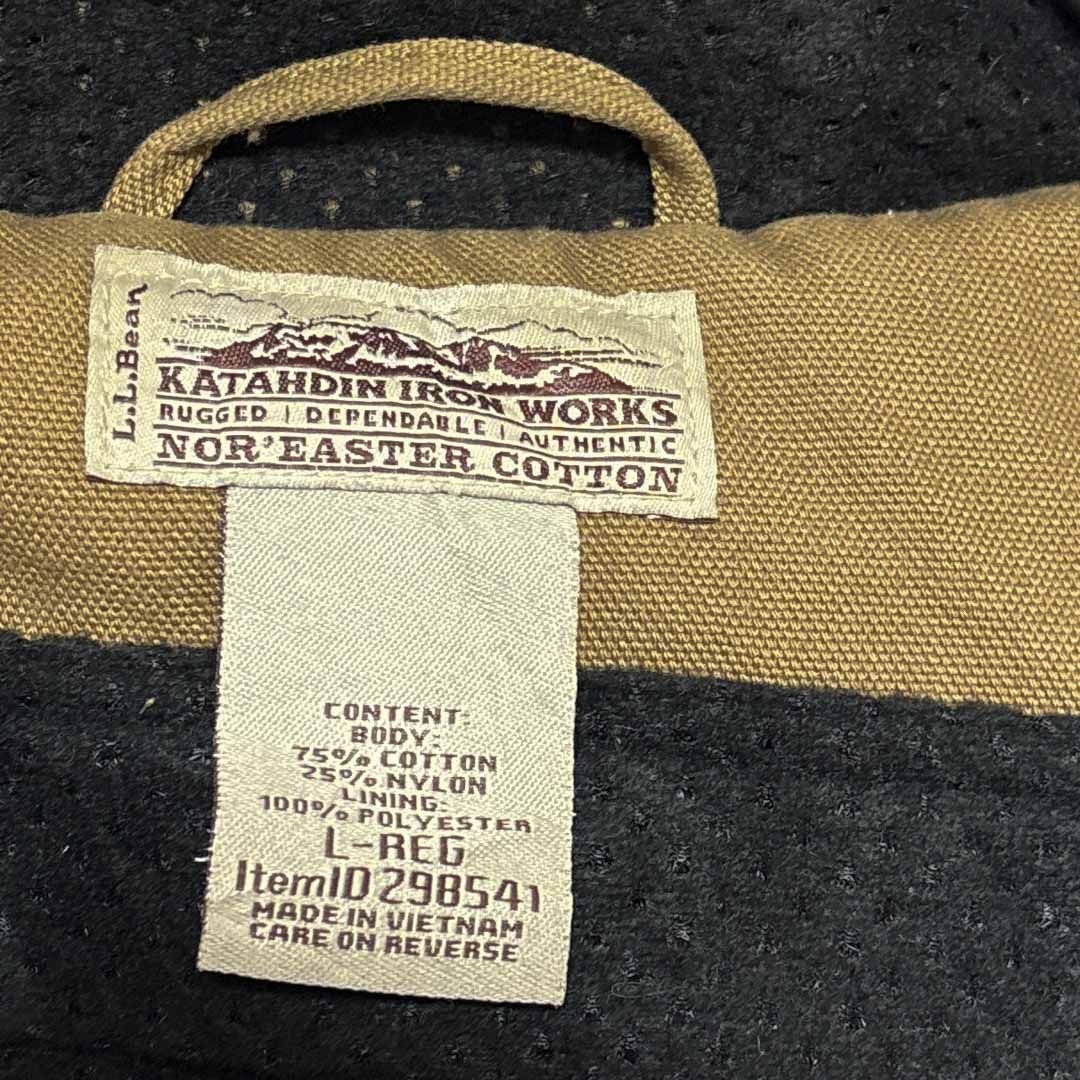 L.L.Bean
KATAHDIN IRON WORKS
RUGGED | DEPENDABLE | AUTHENTIC
NOR'EASTER COTTON
CONTENT:
BODY:
75% COTTON
25% NYLON
LINING:
100% POLYESTER
L-REG
ItemID 298541
MADE IN VIETNAM
CARE ON REVERSE